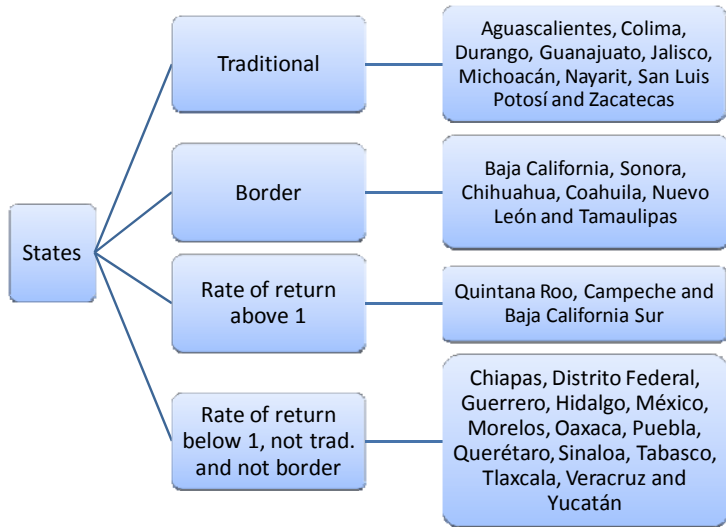 States
Traditional
Aguascalientes, Colima,
Durango, Guanajuato, Jalisco,
Michoacán, Nayarit, San Luis
Potosí and Zacatecas
Border
Baja California, Sonora,
Chihuahua, Coahuila, Nuevo
León and Tamaulipas
Rate of return
above 1
Quintana Roo, Campeche and
Baja California Sur
Rate of return
below 1, not trad.
and not border
Chiapas, Distrito Federal,
Guerrero, Hidalgo, México,
Morelos, Oaxaca, Puebla,
Querétaro, Sinaloa, Tabasco,
Tlaxcala, Veracruz and
Yucatán